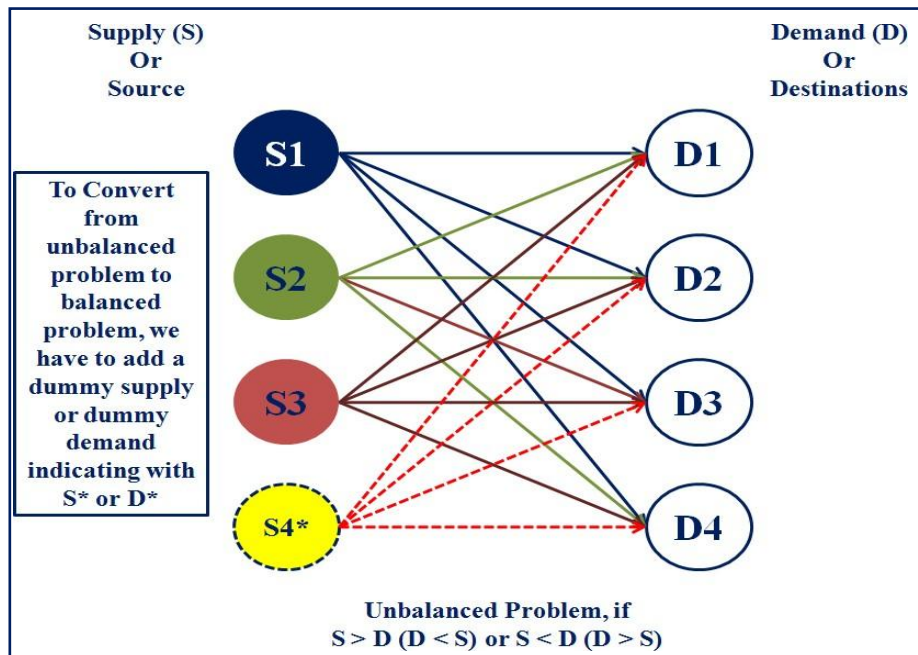 Supply (S)
Or
Source
Demand (D)
Or
Destinations
S1
D1
To Convert
from
unbalanced
problem to
balanced
problem, we
have to add a
dummy supply
or dummy
demand
indicating with
S* or D*
S2
D2
S3
D3
S4*
D4
Unbalanced Problem, if
S > D (D < S) or S < D (D > S)